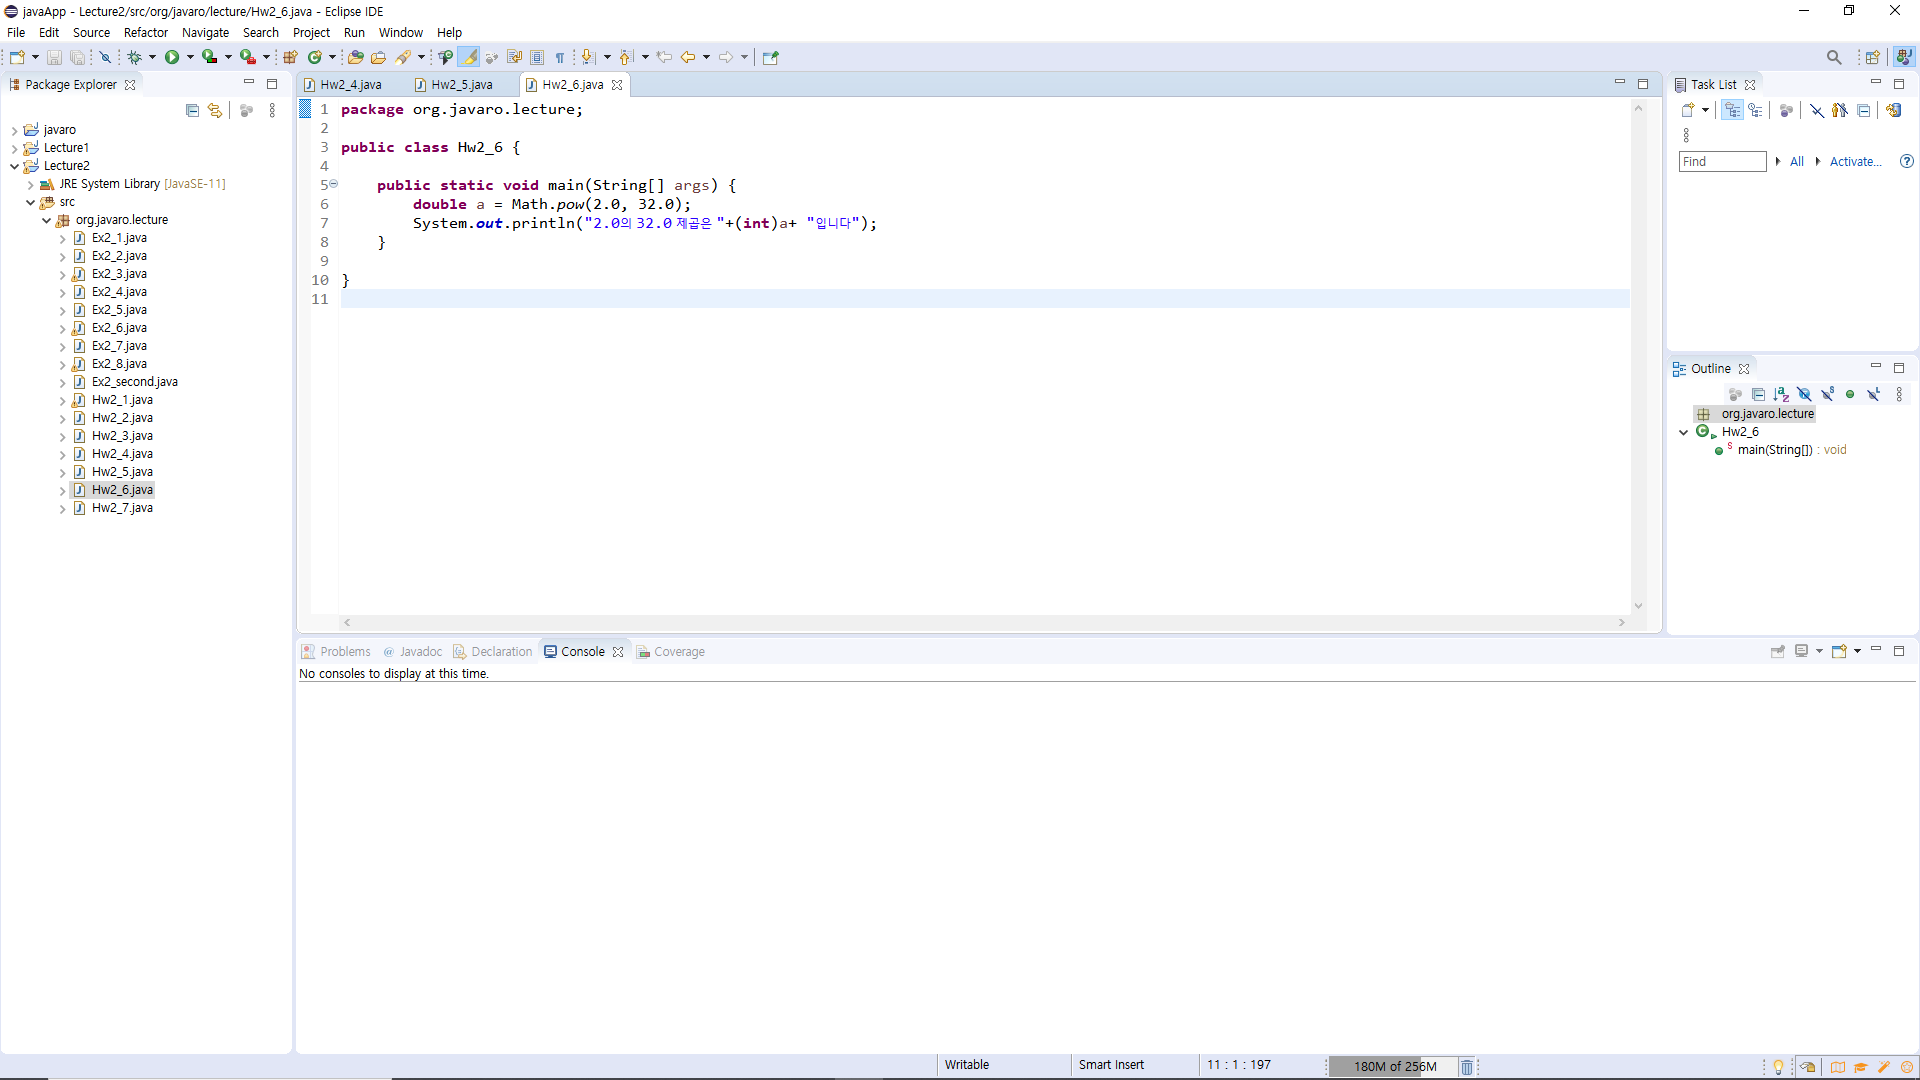 javaApp - Lecture2/src/org/javaro/lecture/Hw2_6.java - Eclipse IDE
File Edit Source Refactor Navigate Search Project Run Window Help
Package Explorer
javaro
Lecture1
Lecture2
JRE System Library [JavaSE-11]
src
org.javaro.lecture
Ex2_1.java
Ex2_2.java
Ex2_3.java
Ex2_4.java
Ex2_5.java
Ex2_6.java
Ex2_7.java
Ex2_8.java
Ex2_second.java
Hw2_1.java
Hw2_2.java
Hw2_3.java
Hw2_4.java
Hw2_5.java
Hw2_6.java
Hw2_7.java
Hw2_4.java Hw2_5.java Hw2_6.java
1 package org.javaro.lecture;
2
3 public class Hw2_6 {
4
5 public static void main(String[] args) {
6 double a = Math.pow(2.0, 32.0);
7 System.out.println("2.0의 32.0 제곱은 "+(int)a+ "입니다");
8 }
9
10 }
11
Task List
Find All Activate...
Outline
org.javaro.lecture
Hw2_6
main(String[]) : void
Problems Javadoc Declaration Console Coverage
No consoles to display at this time.
Writable Smart Insert 11 : 1 : 197 180M of 256M